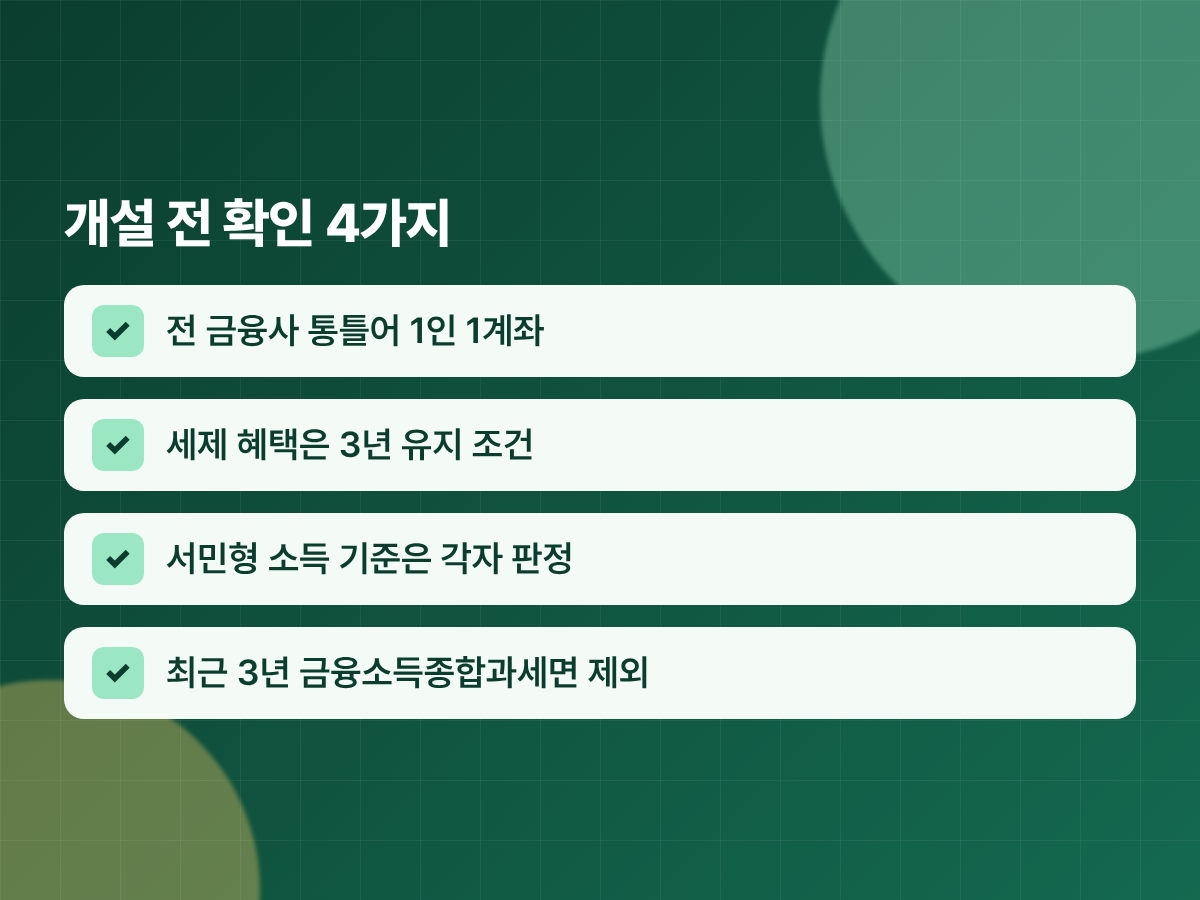 개설 전 확인 4가지
전 금융사 통틀어 1인 1계좌
세제 혜택은 3년 유지 조건
서민형 소득 기준은 각자 판정
최근 3년 금융소득종합과세면 제외